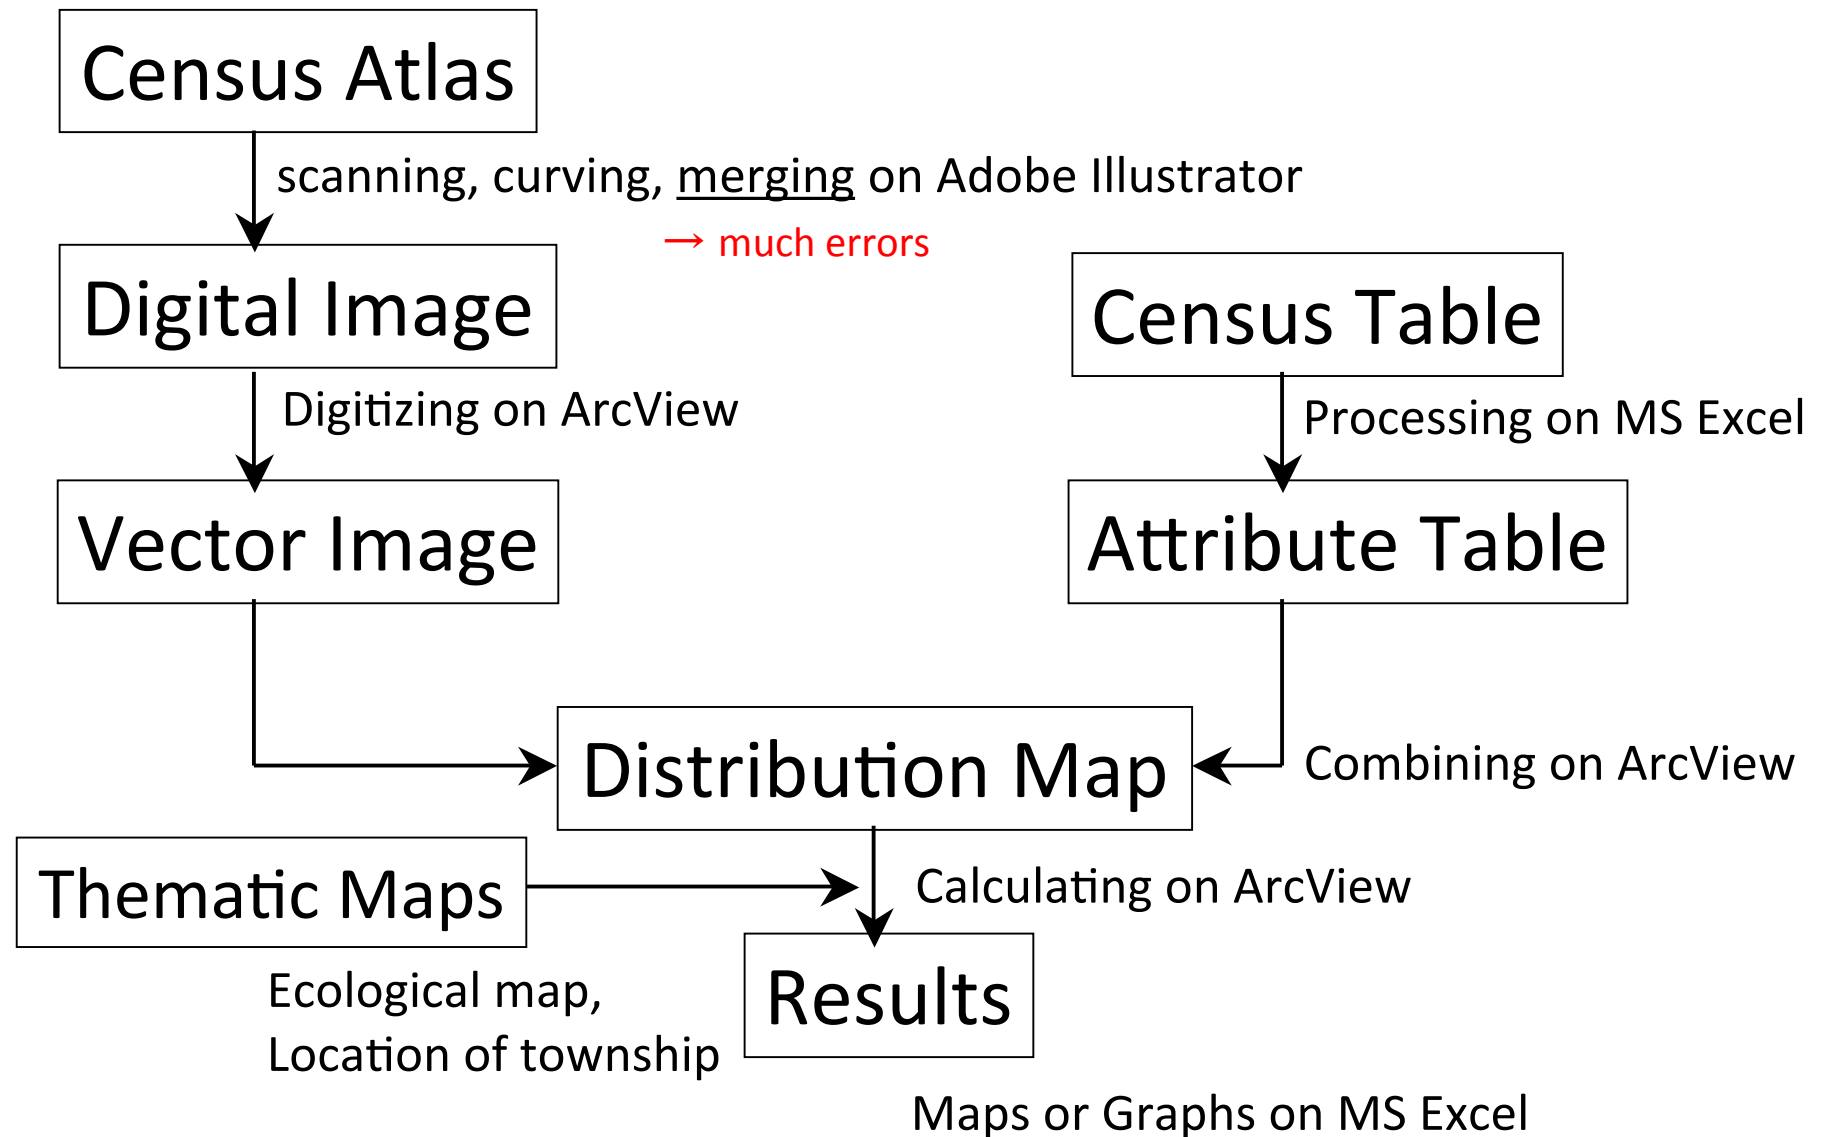 Census Atlas
scanning, curving, merging on Adobe Illustrator
→ much errors
Digital Image
Census Table
Digitizing on ArcView
Processing on MS Excel
Vector Image
Attribute Table
Distribution Map
Combining on ArcView
Thematic Maps
Calculating on ArcView
Ecological map,
Location of township
Results
Maps or Graphs on MS Excel